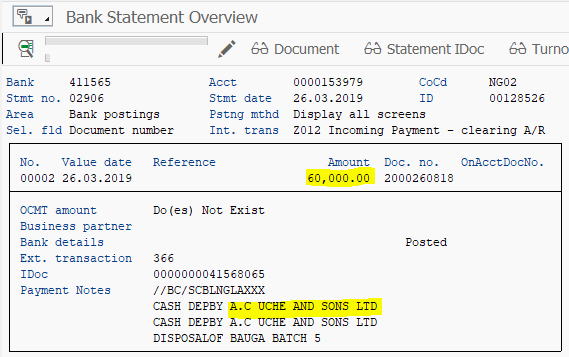 Bank Statement Overview
Document Statement IDoc Turno
Bank 411565 Acct 0000153979 CoCd NG02
Stmt no. 02906 Stmt date 26.03.2019 ID 00128526
Area Bank postings Pstng mthd Display all screens
Sel. fld Document number Int. trans Z012 Incoming Payment - clearing A/R
No. Value date Reference Amount Doc. no. OnAcctDocNo.
00002 26.03.2019 60,000.00 2000260818
OCMT amount Do(es) Not Exist
Business partner
Bank details Posted
Ext. transaction 366
IDoc 0000000041568065
Payment Notes //BC/SCBLNGLAXXX
CASH DEPBY A.C UCHE AND SONS LTD
CASH DEPBY A.C UCHE AND SONS LTD
DISPOSALOF BAUGA BATCH 5